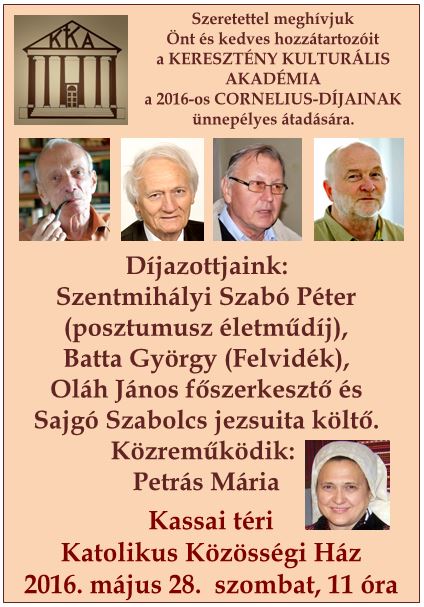 KKA
Szeretettel meghívjuk
Önt és kedves hozzátartozóit
a KERESZTÉNY KULTURÁLIS
AKADÉMIA
a 2016-os CORNELIUS-DÍJAINAK
ünnepélyes átadására.
Díjazottjaink:
Szentmihályi Szabó Péter
(posztumusz életműdíj),
Batta György (Felvidék),
Oláh János főszerkesztő és
Sajgó Szabolcs jezsuita költő.
Közreműködik:
Petrás Mária
Kassai téri
Katolikus Közösségi Ház
2016. május 28. szombat, 11 óra